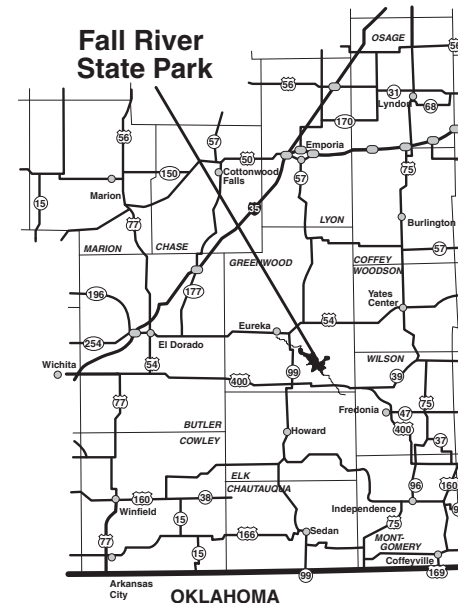 Fall River
State Park
OSAGE
56
56
31
Lyndon
68
56
170
57
Emporia
50
150
75
Cottonwood
Falls
57
Marion
15
35
77
LYON
Burlington
MARION
CHASE
57
GREENWOOD
COFFEY
WOODSON
177
196
Yates
Center
54
Eureka
254
El Dorado
WILSON
Wichita
54
99
39
400
77
75
Fredonia
47
400
BUTLER
Howard
37
COWLEY
ELK
96
160
CHAUTAUQUA
160
38
Independence
9
Winfield
15
75
Sedan
166
77
MONT-
GOMERY
15
Coffeyville
169
Arkansas
City
99
OKLAHOMA